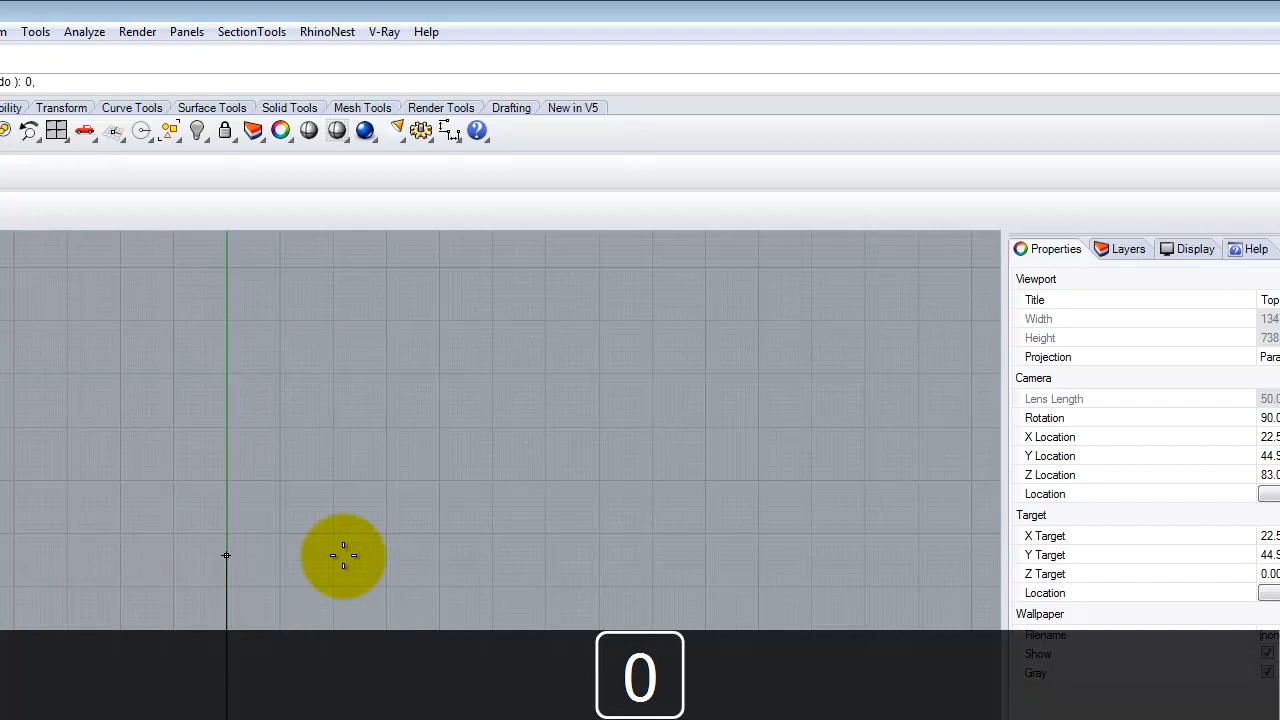 Tools Analyze Render Panels SectionTools RhinoNest V-Ray Help
do ): 0,
bility Transform Curve Tools Surface Tools Solid Tools Mesh Tools Render Tools Drafting New in V5
Properties Layers Display Help
Viewport
Title Top
Width 134
Height 738
Projection Para
Camera
Lens Length 50.0
Rotation 90.0
X Location 22.5
Y Location 44.9
Z Location 83.0
Location
Target
X Target 22.5
Y Target 44.9
Z Target 0.00
Location
Wallpaper
Filename (non
Show
Gray
0